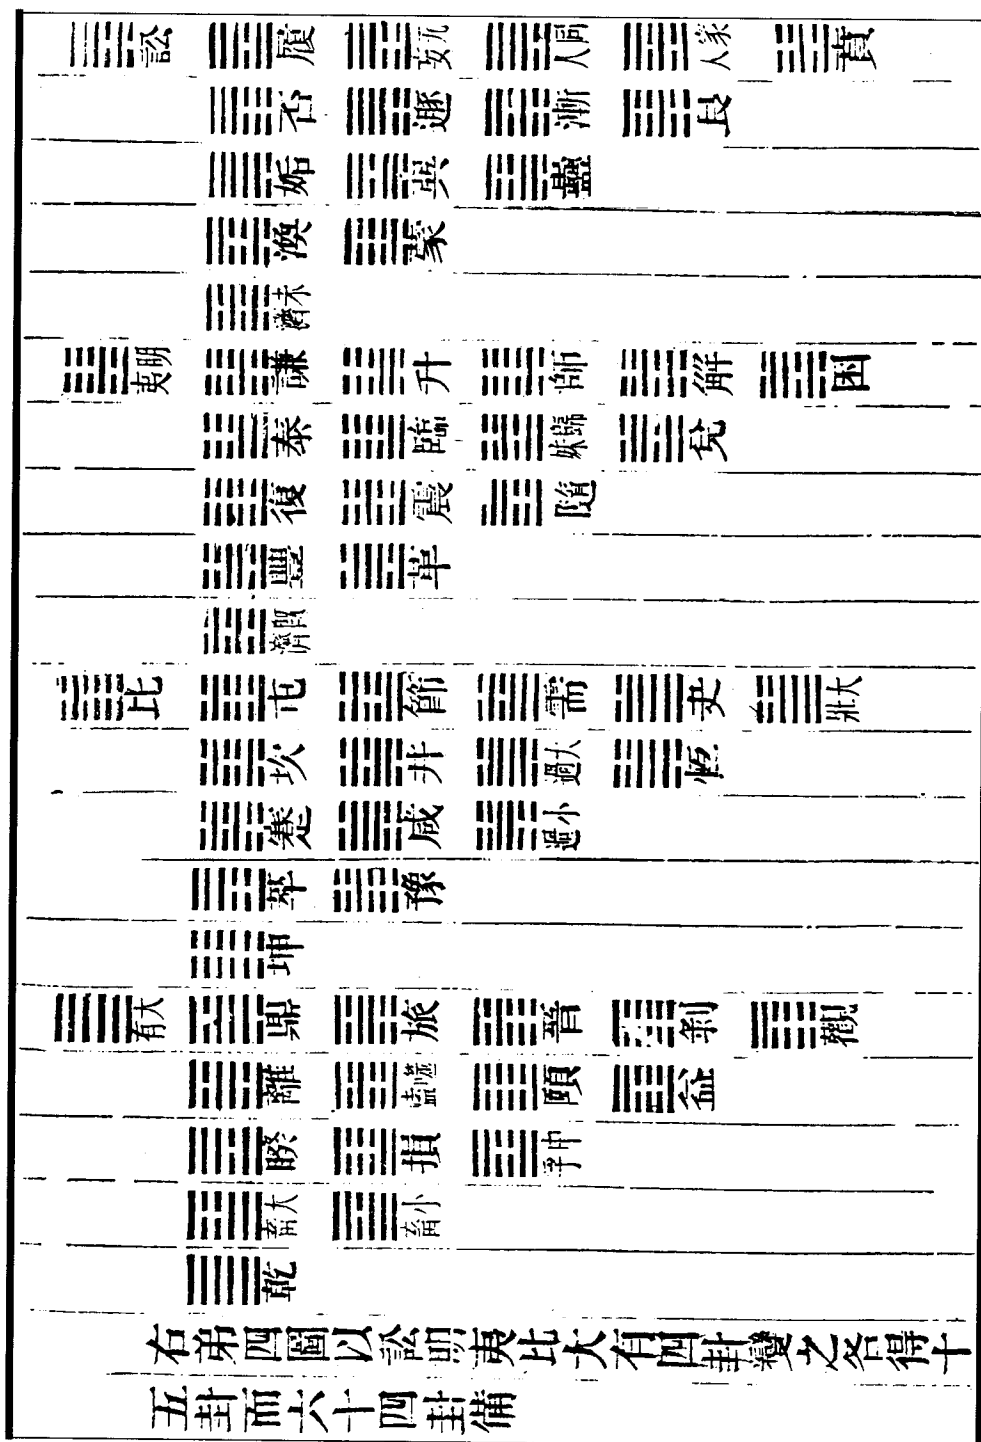 訟 履 无妄 同人 家人 賁
否 遯 漸 艮
姤 巽 蠱
渙 蒙
未濟
明夷 謙 升 師 解 困
泰 臨 歸妹 兌
復 震 隨
豐 革
既濟
比 屯 節 需 夬 大壯
坎 井 大過 恆
蹇 咸 小過
萃 豫
坤
大有 鼎 旅 晉 剝 觀
離 噬嗑 頤 益
睽 損 中孚
大畜 小畜
乾
右弟四圖以訟明夷比大有四卦變之各得十
五卦而六十四卦備